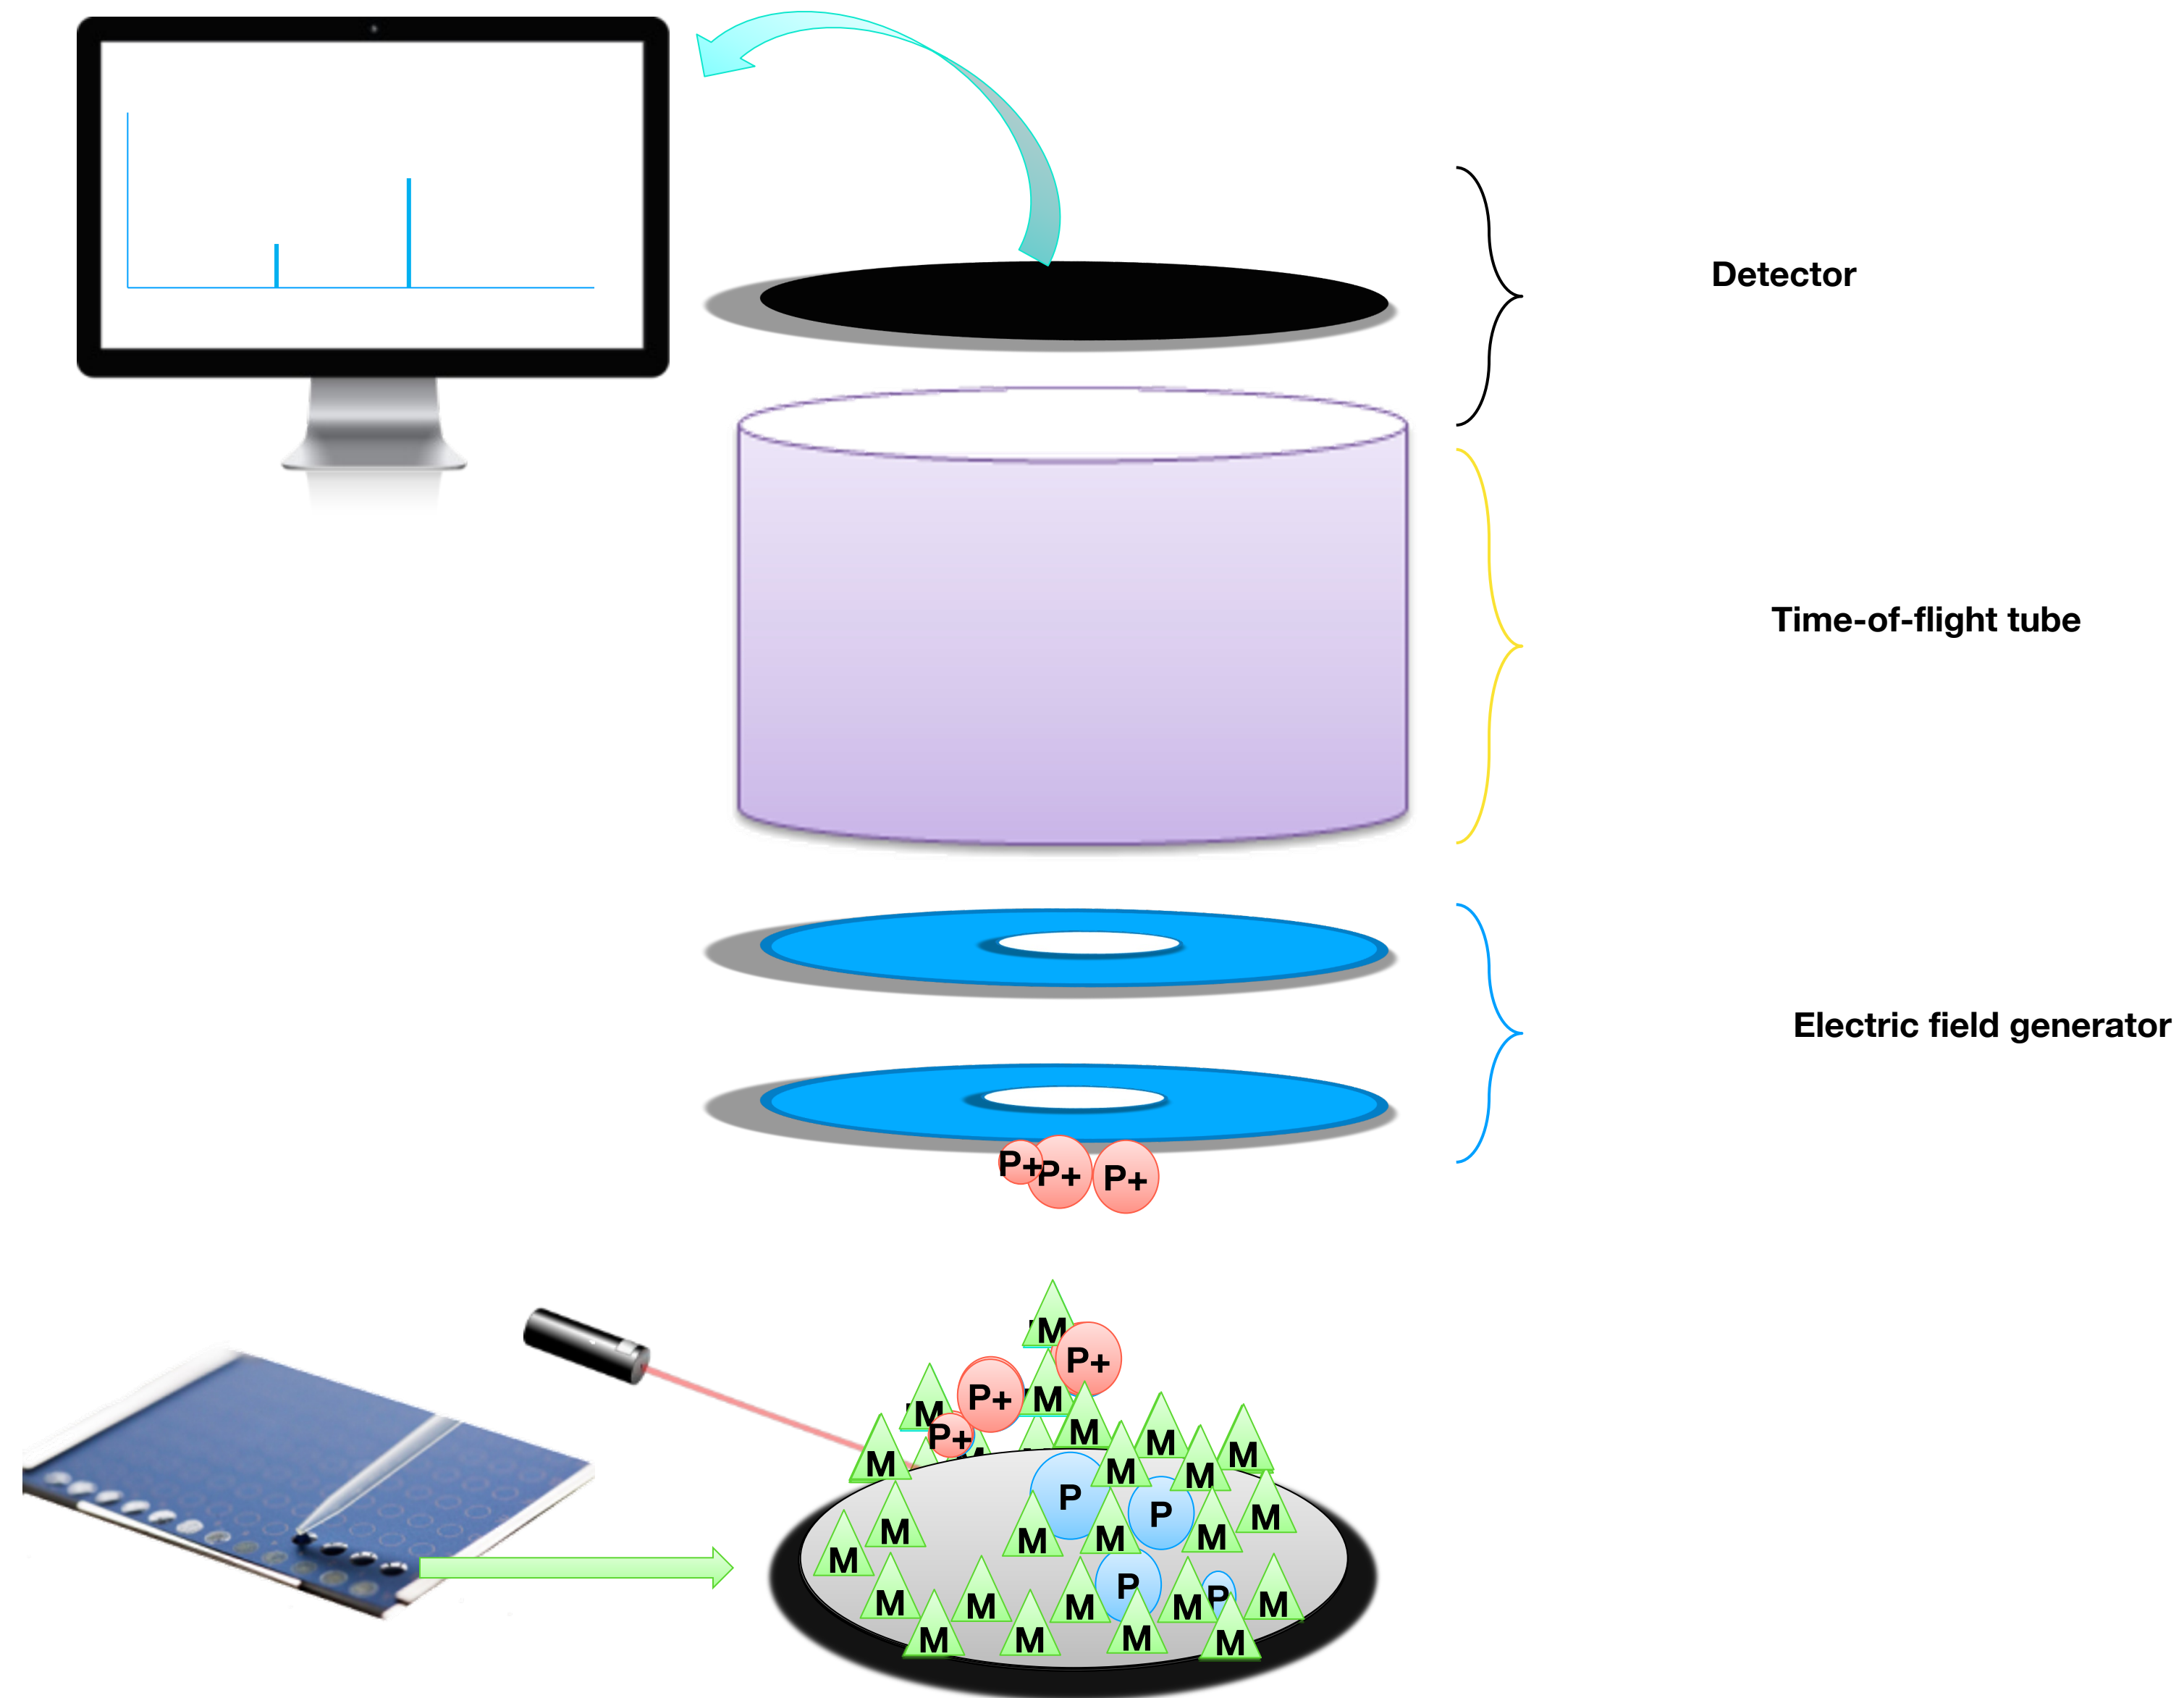 Detector
Time-of-flight tube
Electric field generator
P+ P+ P+
M
P+
M P+ M
P+ M M M
M M M
P P M
M M M M
M P
M M M P M
M M M M